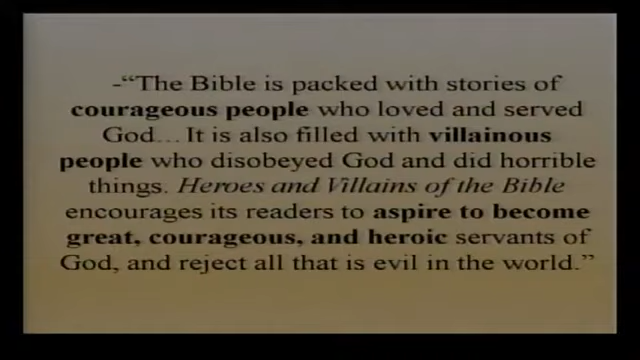 -“The Bible is packed with stories of
courageous people who loved and served
God... It is also filled with villainous
people who disobeyed God and did horrible
things. Heroes and Villains of the Bible
encourages its readers to aspire to become
great, courageous, and heroic servants of
God, and reject all that is evil in the world.”